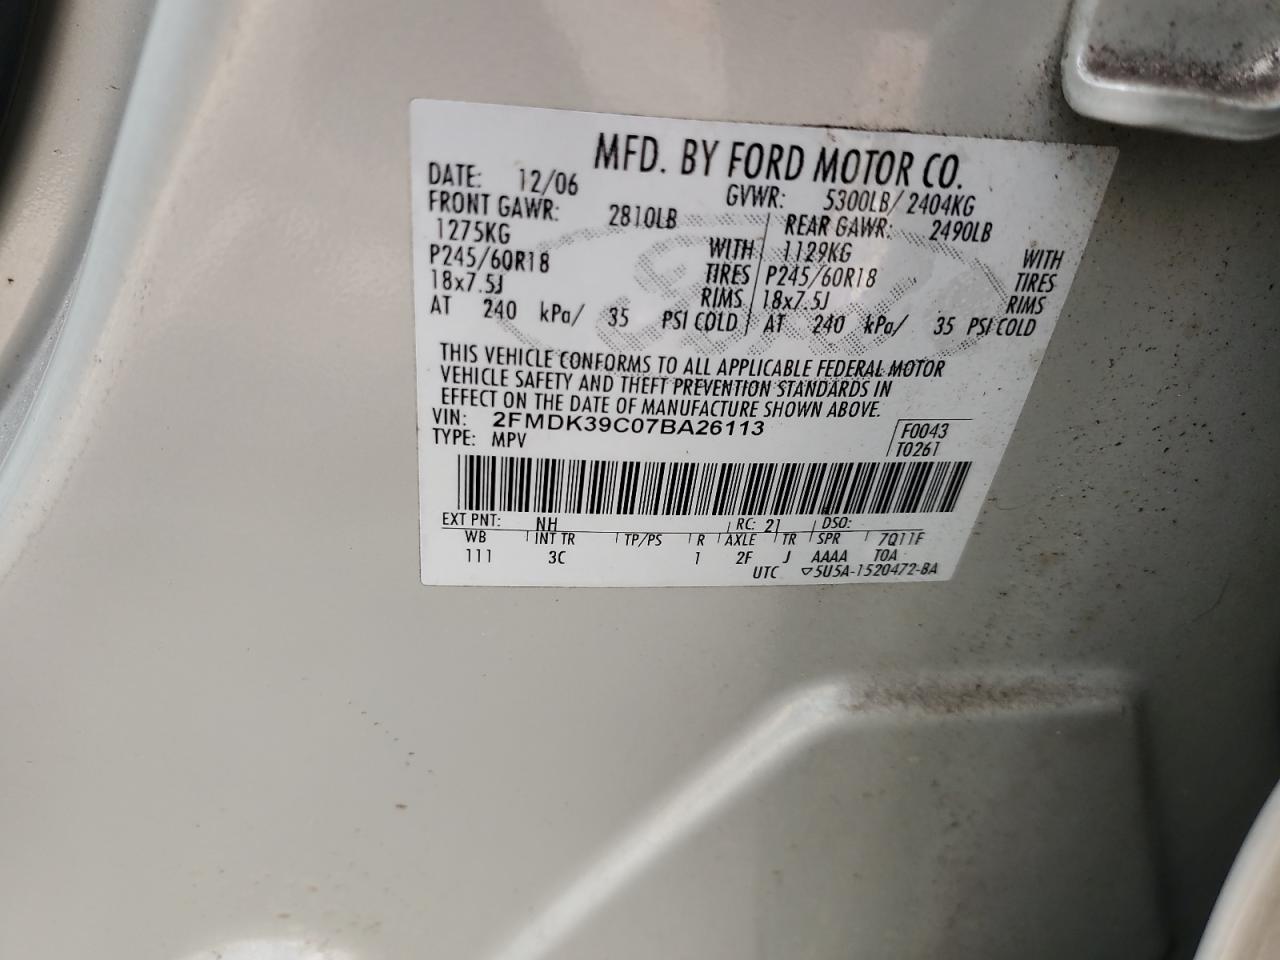 MFD. BY FORD MOTOR CO.
DATE: 12/06 GVWR: 5300LB/ 2404KG
FRONT GAWR: 2810LB REAR GAWR: 2490LB
1275KG WITH 1129KG WITH
P245/60R18 TIRES P245/60R18 TIRES
18x7.5J RIMS 18x7.5J RIMS
AT 240 kPa/ 35 PSI COLD AT 240 kPa/ 35 PSI COLD
THIS VEHICLE CONFORMS TO ALL APPLICABLE FEDERAL MOTOR
VEHICLE SAFETY AND THEFT PREVENTION STANDARDS IN
EFFECT ON THE DATE OF MANUFACTURE SHOWN ABOVE.
VIN: 2FMDK39C07BA26113 F0043
TYPE: MPV T0261
EXT PNT: NH RC: 21 DSO:
WB INT TR TP/PS R AXLE TR SPR 7Q11F
111 3C 1 2F J AAAA TOA
UTC ▽5U5A-1520472-BA